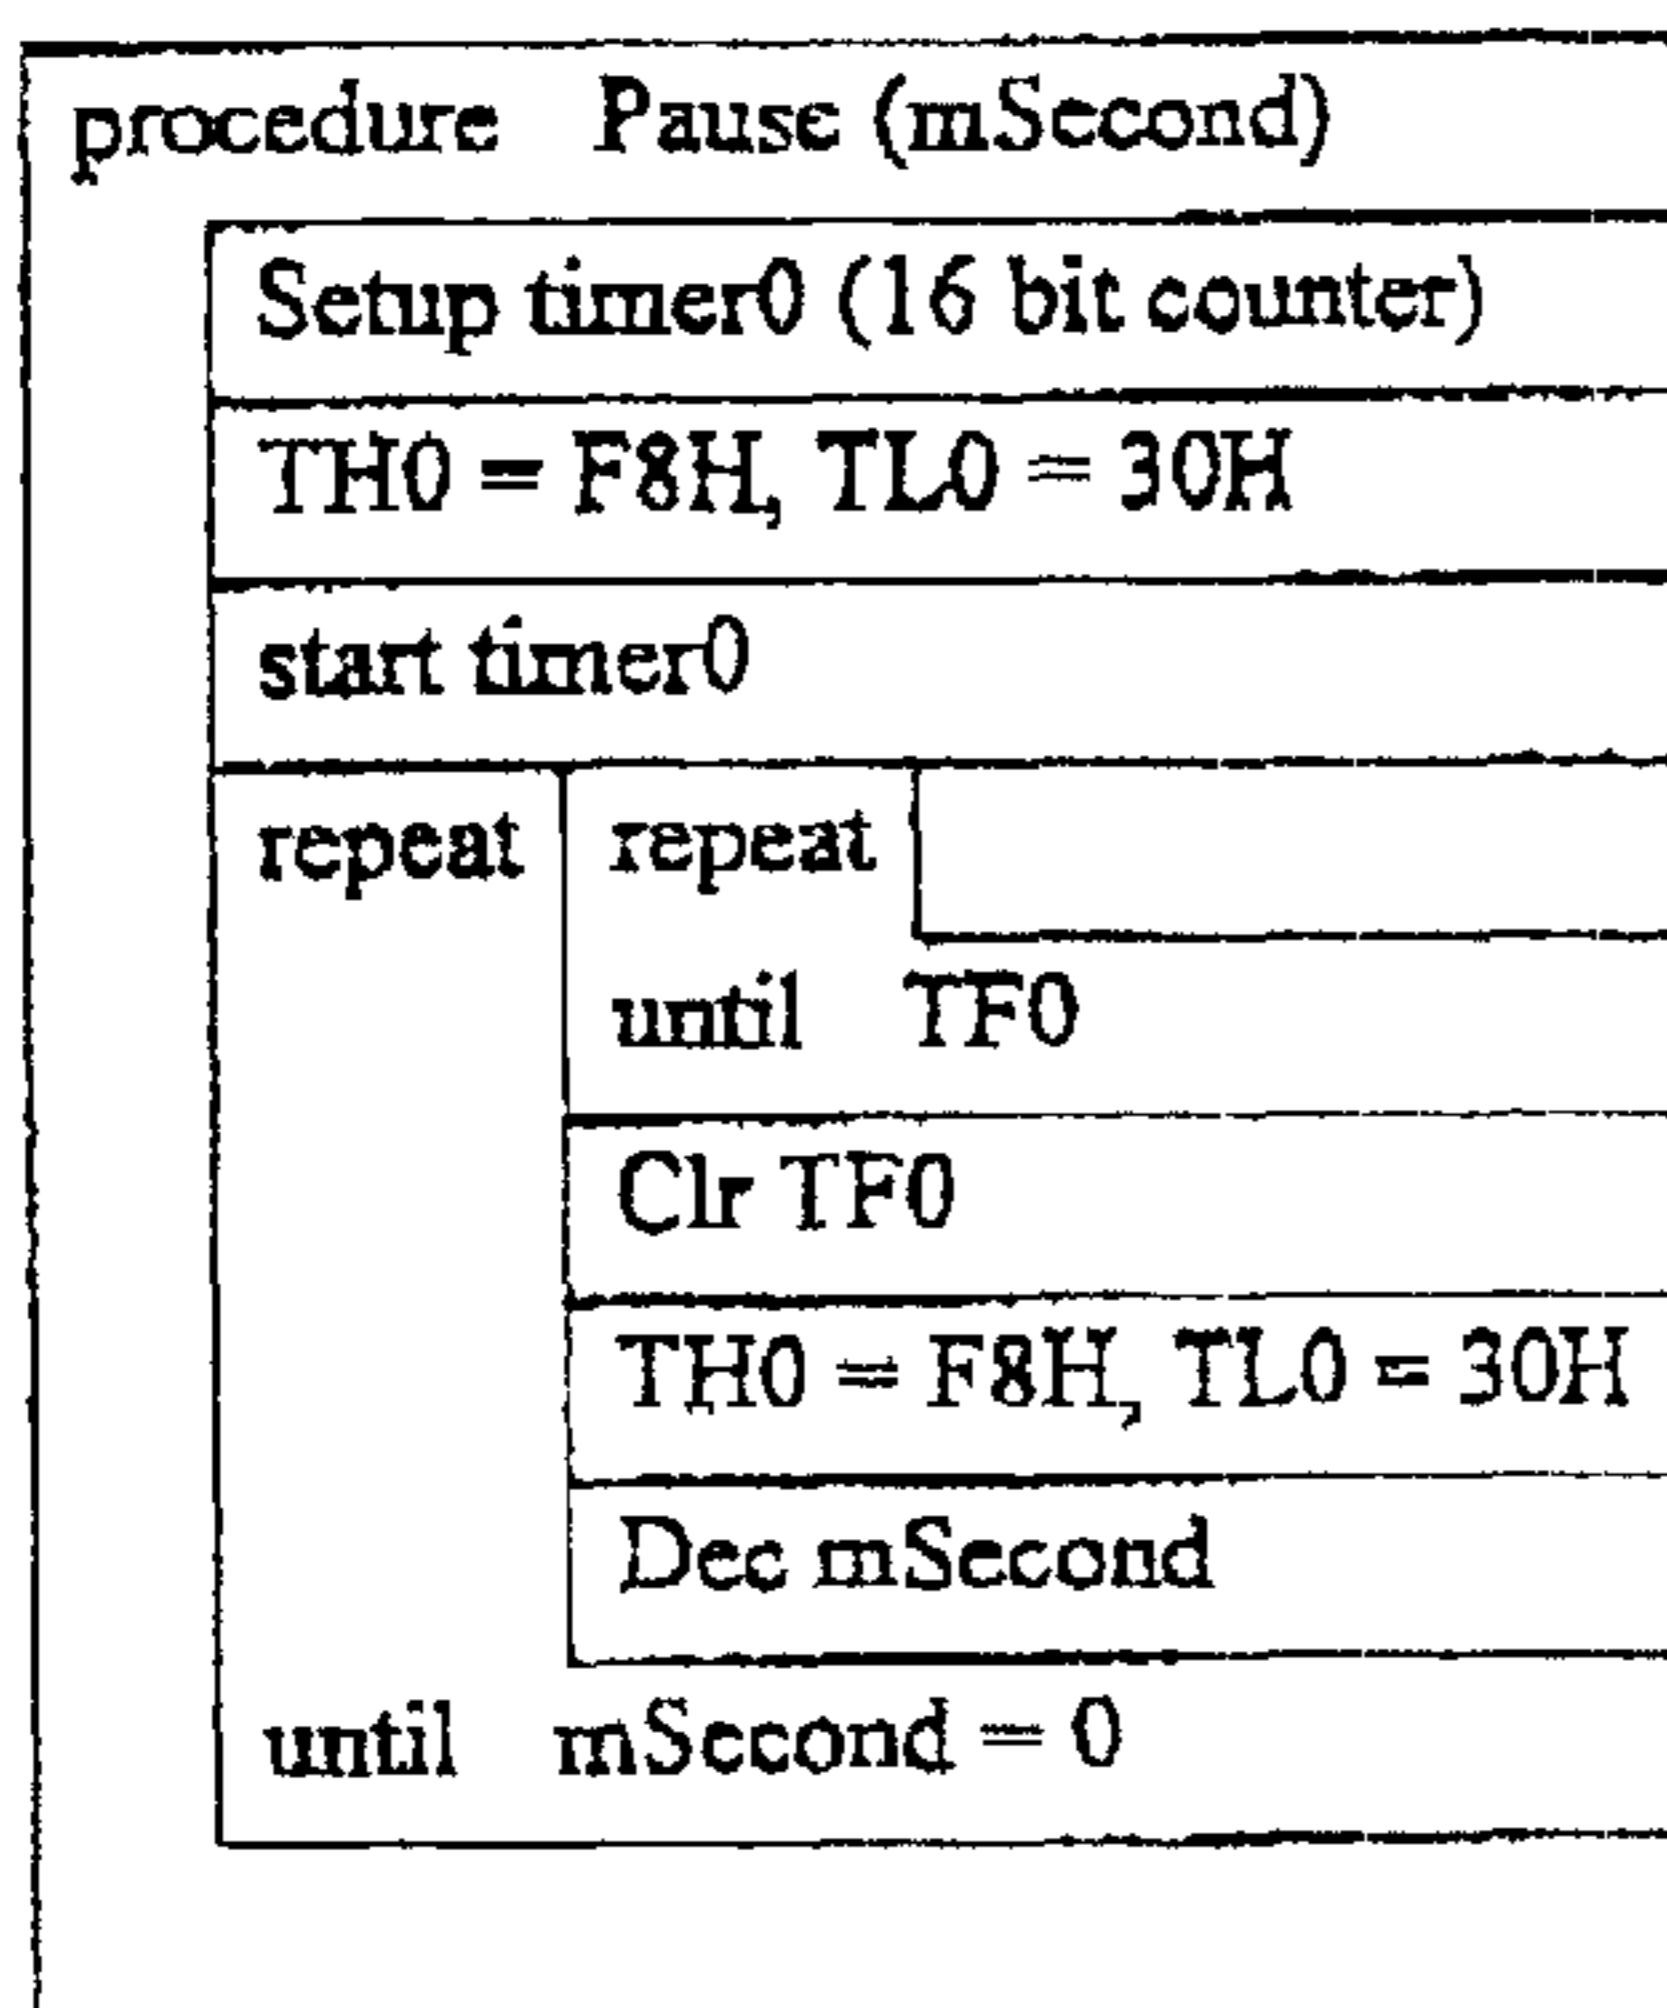 procedure Pause (mSecond)
Setup timer0 (16 bit counter)
TH0 = F8H, TL0 = 30H
start timer0
repeat repeat
until TF0
Clr TF0
TH0 = F8H, TL0 = 30H
Dec mSecond
until mSecond = 0